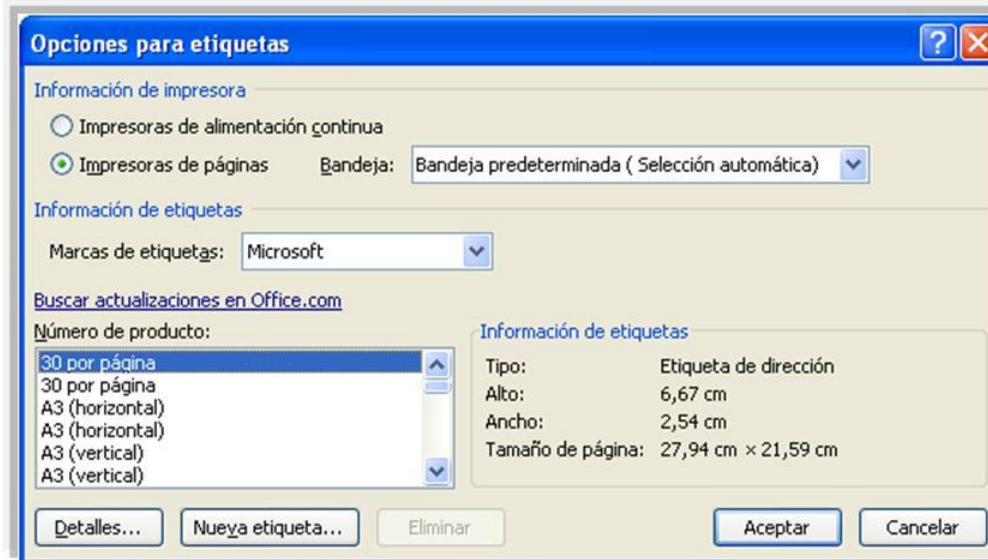 Opciones para etiquetas
Información de impresora
Impresoras de alimentación continua
Impresoras de páginas Bandeja: Bandeja predeterminada ( Selección automática)
Información de etiquetas
Marcas de etiquetas: Microsoft
Buscar actualizaciones en Office.com
Número de producto:
30 por página
30 por página
A3 (horizontal)
A3 (horizontal)
A3 (vertical)
A3 (vertical)
Información de etiquetas
Tipo: Etiqueta de dirección
Alto: 6,67 cm
Ancho: 2,54 cm
Tamaño de página: 27,94 cm × 21,59 cm
Detalles... Nueva etiqueta... Eliminar Aceptar Cancelar